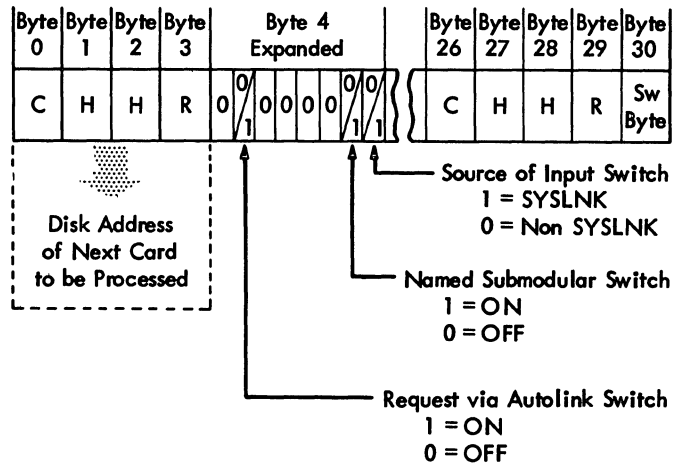 Byte 0 Byte 1 Byte 2 Byte 3 Byte 4 Expanded Byte 26 Byte 27 Byte 28 Byte 29 Byte 30
C H H R 0 0/1 0 0 0 0 0/1 0/1 C H H R Sw Byte
Disk Address
of Next Card
to be Processed
Source of Input Switch
1 = SYSLNK
0 = Non SYSLNK
Named Submodular Switch
1 = ON
0 = OFF
Request via Autolink Switch
1 = ON
0 = OFF